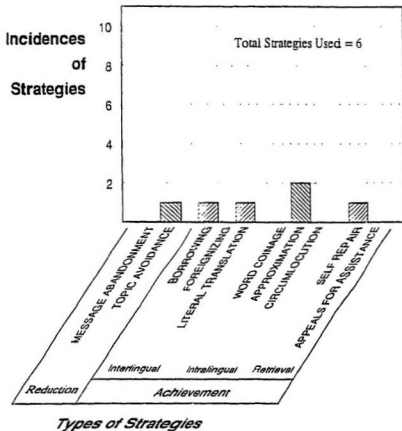 10
Incidences
of
Strategies
8
6
4
2
Total Strategies Used = 6
MESSAGE ABANDONMENT
TOPIC AVOIDANCE
BORROVING
FOREIGNIZING
LITERAL TRANSLATION
WORD COINAGE
APPROXIMATION
CIRCUMLOCUTION
SELF REPAIR
APPEALS FOR ASSISTANCE
Interlingual
Intralingual
Retrieval
Reduction
Achievement
Types of Strategies